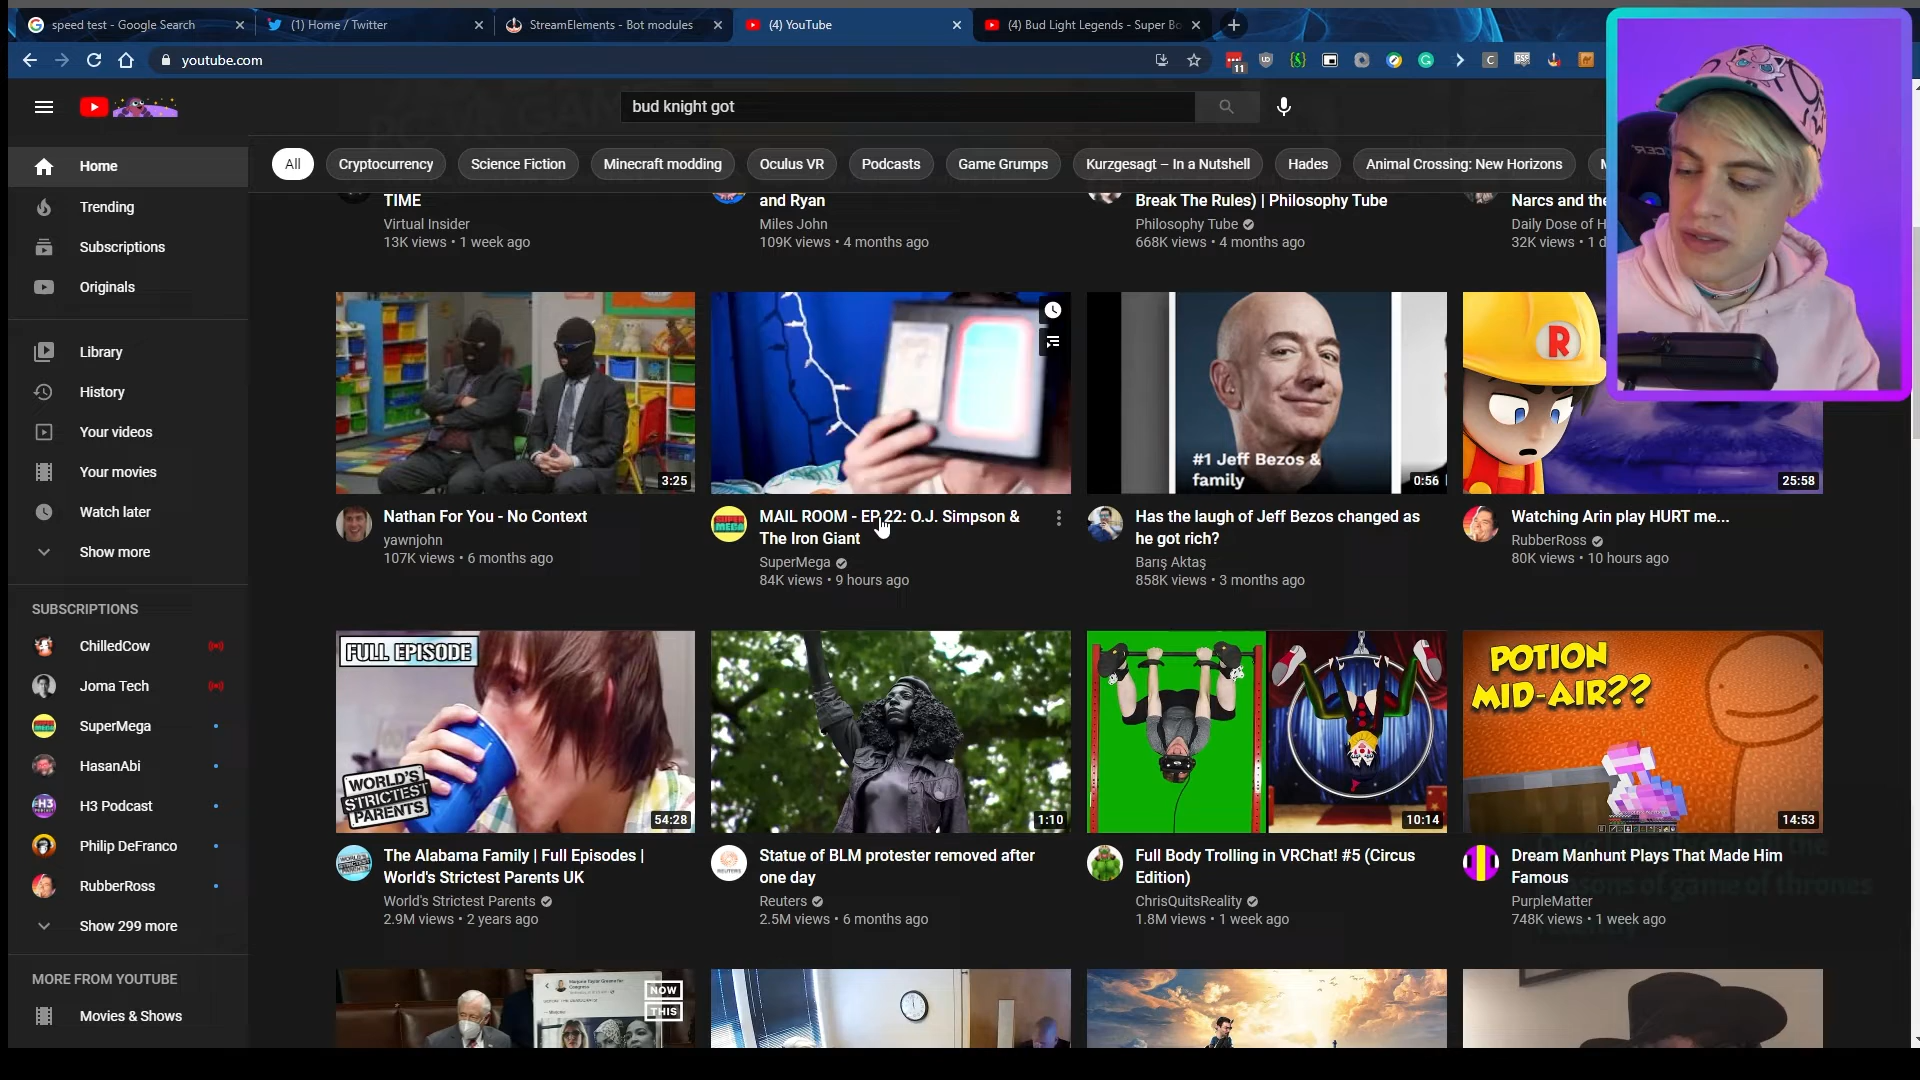 speed test - Google Search
(1) Home / Twitter
StreamElements - Bot modules
(4) YouTube
(4) Bud Light Legends - Super Bo
youtube.com
11
bud knight got
All
Cryptocurrency
Science Fiction
Minecraft modding
Oculus VR
Podcasts
Game Grumps
Kurzgesagt – In a Nutshell
Hades
Animal Crossing: New Horizons
Home
Trending
Subscriptions
Originals
Library
History
Your videos
Your movies
Watch later
Show more
SUBSCRIPTIONS
ChilledCow
Joma Tech
SuperMega
HasanAbi
H3 Podcast
Philip DeFranco
RubberRoss
Show 299 more
MORE FROM YOUTUBE
Movies & Shows
TIME
Virtual Insider
13K views • 1 week ago
and Ryan
Miles John
109K views • 4 months ago
Break The Rules) | Philosophy Tube
Philosophy Tube
668K views • 4 months ago
Narcs and the
Daily Dose of H
32K views • 1 d
3:25
Nathan For You - No Context
yawnjohn
107K views • 6 months ago
MAIL ROOM - EP 22: O.J. Simpson &
The Iron Giant
SuperMega
84K views • 9 hours ago
#1 Jeff Bezos &
family
0:56
Has the laugh of Jeff Bezos changed as
he got rich?
Barış Aktaş
858K views • 3 months ago
R
25:58
Watching Arin play HURT me...
RubberRoss
80K views • 10 hours ago
FULL EPISODE
WORLD'S
STRICTEST
PARENTS
54:28
The Alabama Family | Full Episodes |
World's Strictest Parents UK
World's Strictest Parents
2.9M views • 2 years ago
1:10
Statue of BLM protester removed after
one day
Reuters
2.5M views • 6 months ago
10:14
Full Body Trolling in VRChat! #5 (Circus
Edition)
ChrisQuitsReality
1.8M views • 1 week ago
POTION
MID-AIR??
14:53
Dream Manhunt Plays That Made Him
Famous
PurpleMatter
748K views • 1 week ago
NOW
THIS